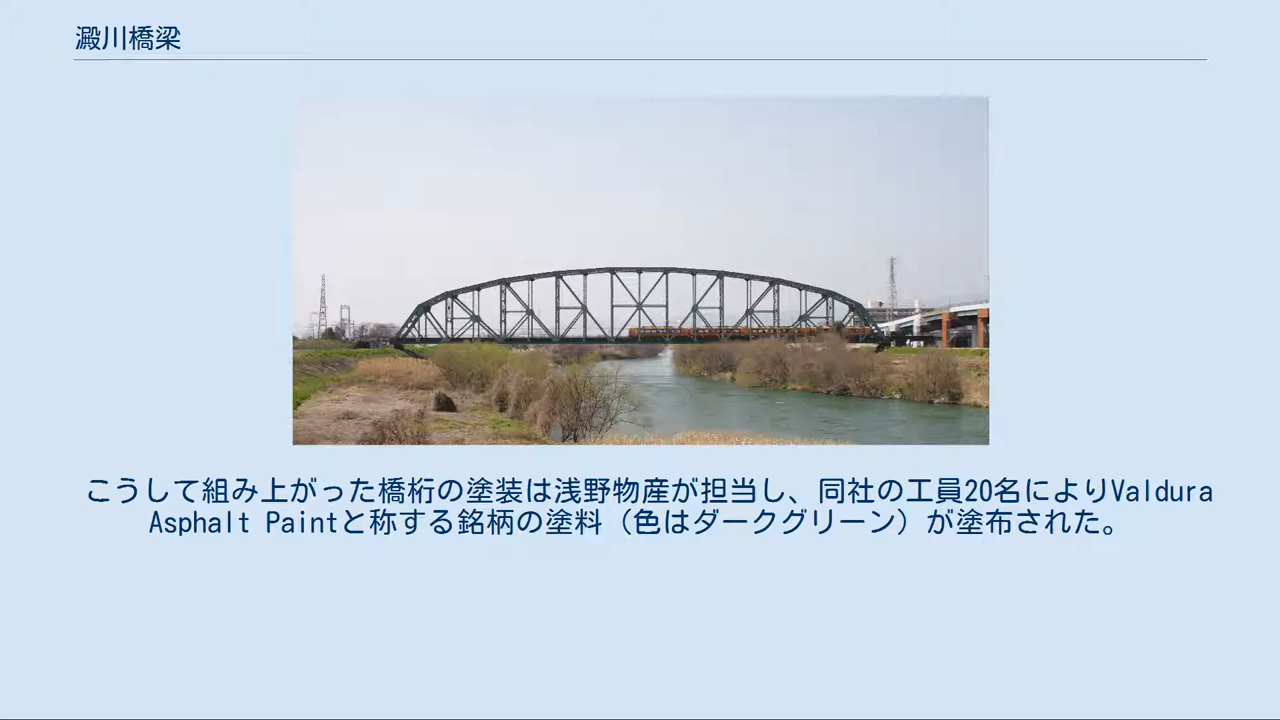 澱川橋梁
こうして組み上がった橋桁の塗装は浅野物産が担当し、同社の工員20名によりValdura
Asphalt Paintと称する銘柄の塗料（色はダークグリーン）が塗布された。